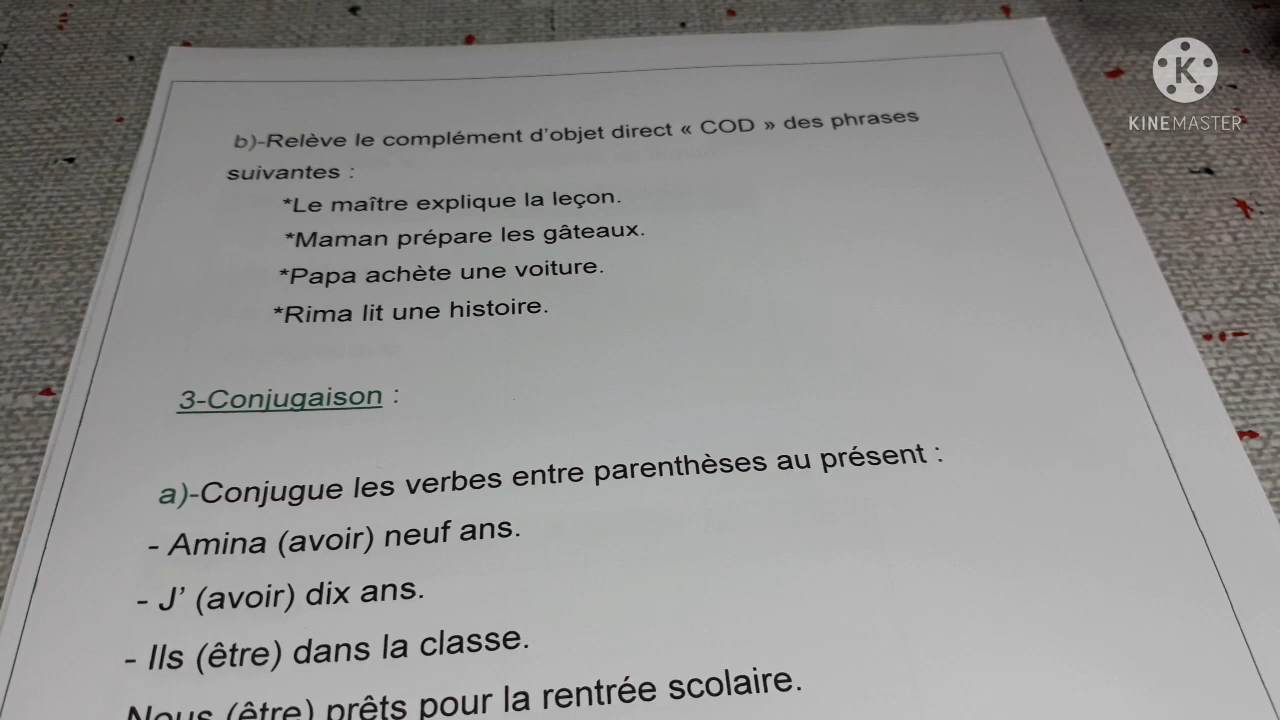 b)-Relève le complément d'objet direct « COD » des phrases
suivantes :
*Le maître explique la leçon.
*Maman prépare les gâteaux.
*Papa achète une voiture.
*Rima lit une histoire.
3-Conjugaison :
a)-Conjugue les verbes entre parenthèses au présent :
- Amina (avoir) neuf ans.
- J' (avoir) dix ans.
- Ils (être) dans la classe.
Nous (être) prêts pour la rentrée scolaire.
K
KINEMASTER